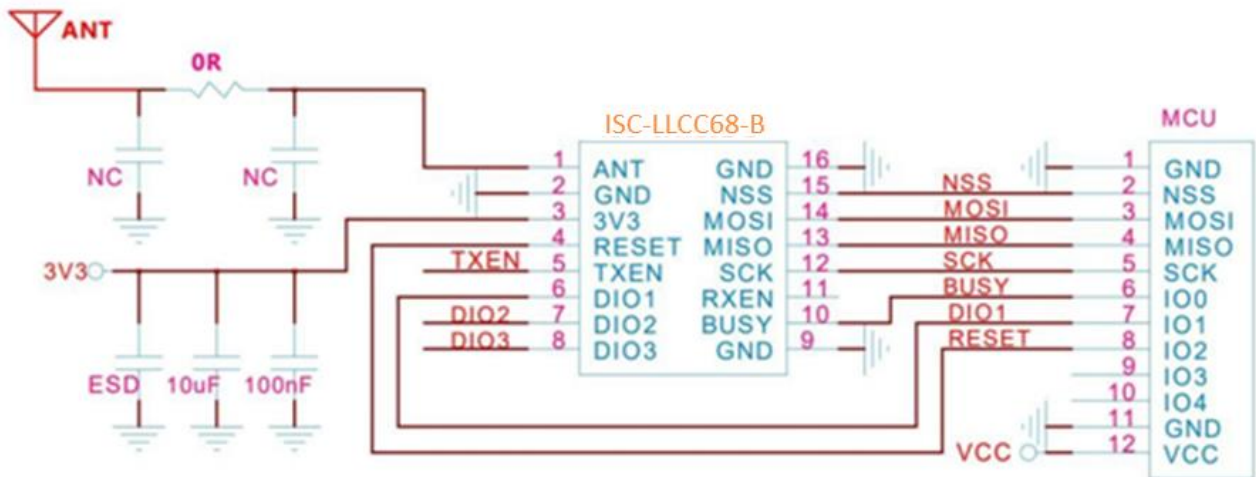 ANT
0R
NC
NC
3V3
ESD
10uF
100nF
ISC-LLCC68-B
1 ANT
2 GND
3 3V3
4 RESET
TXEN 5 TXEN
6 DIO1
DIO2 7 DIO2
DIO3 8 DIO3
GND 16
NSS 15
MOSI 14
MISO 13
SCK 12
RXEN 11
BUSY 10
GND 9
NSS
MOSI
MISO
SCK
BUSY
DIO1
RESET
VCC
MCU
1 GND
2 NSS
3 MOSI
4 MISO
5 SCK
6 IO0
7 IO1
8 IO2
9 IO3
10 IO4
11 GND
12 VCC